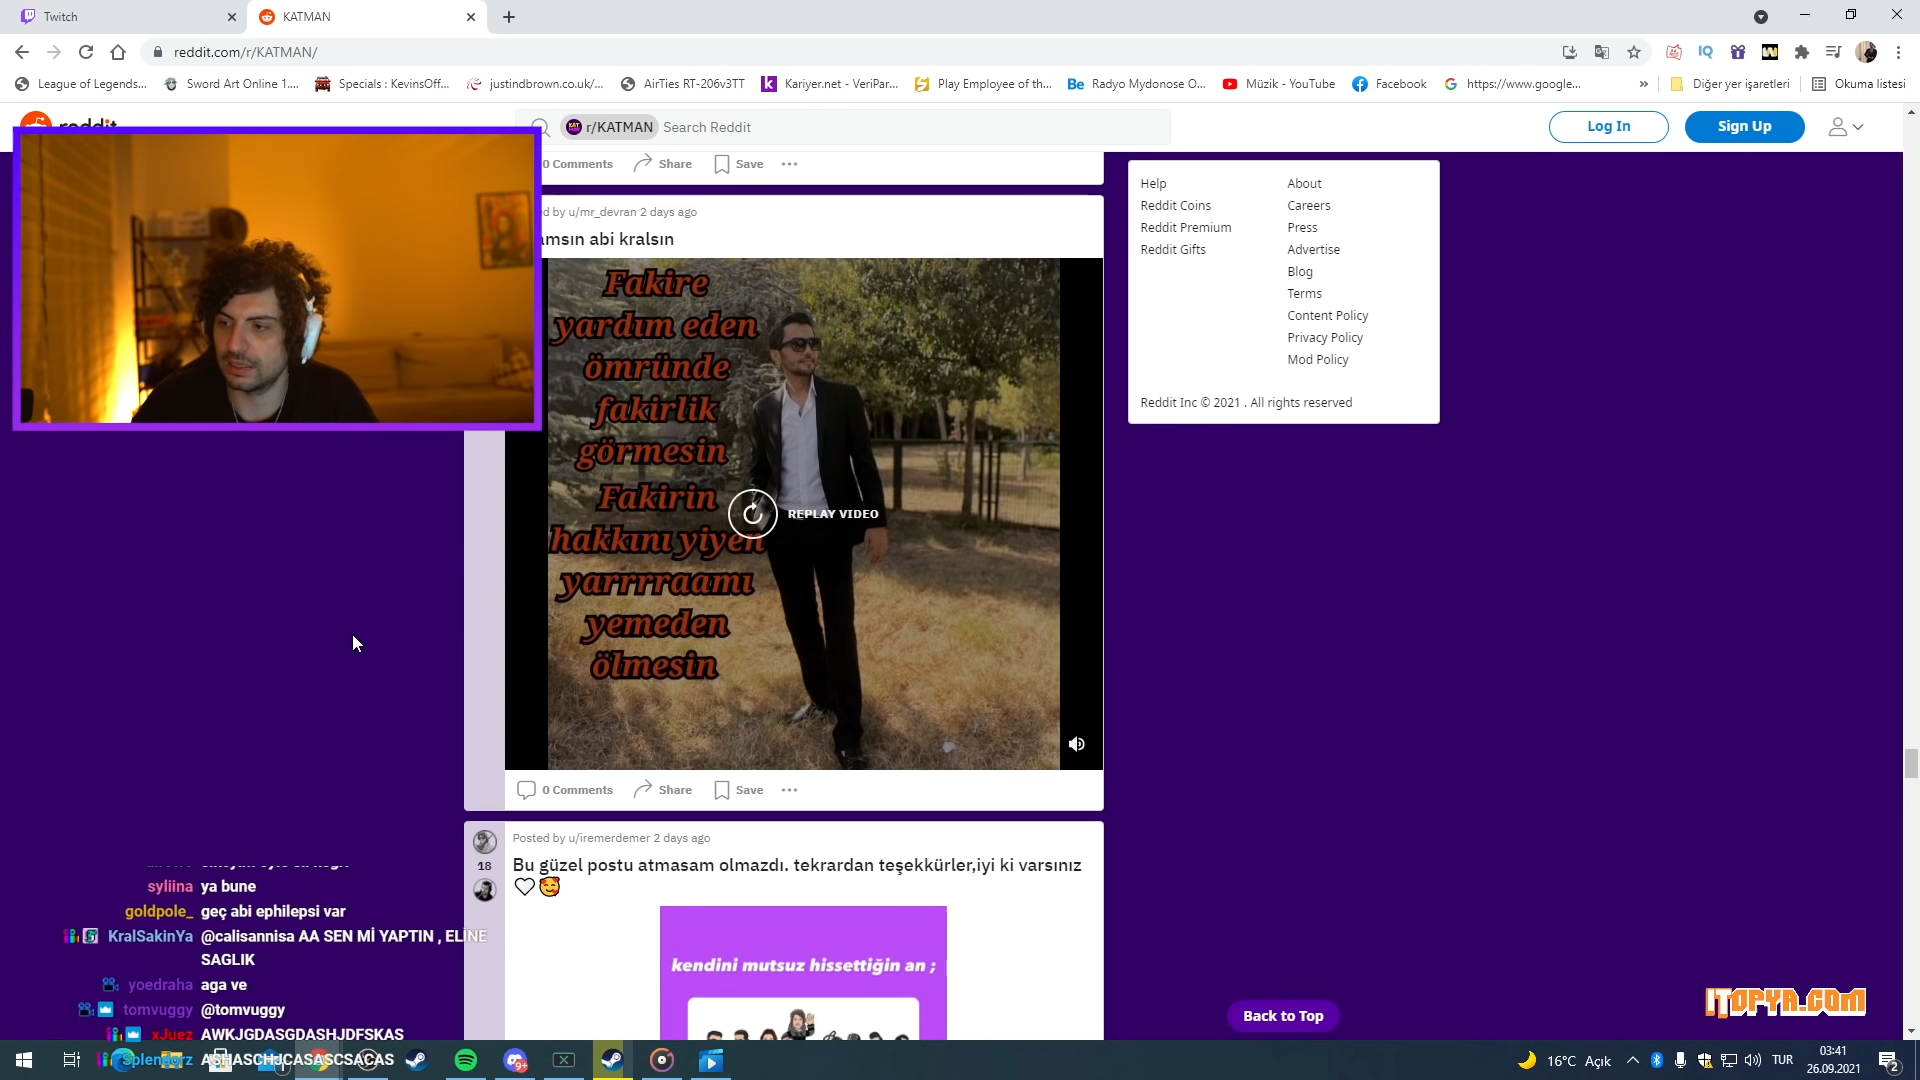 Twitch
KATMAN
reddit.com/r/KATMAN/
League of Legends...
Sword Art Online 1....
Specials : KevinsOff...
justindbrown.co.uk/...
AirTies RT-206v3TT
Kariyer.net - VeriPar...
Play Employee of th...
Radyo Mydonose O...
Müzik - YouTube
Facebook
https://www.google...
»
Diğer yer işaretleri
Okuma listesi
reddit
r/KATMAN
Search Reddit
Log In
Sign Up
0 Comments
Share
Save
u/mr_devran 2 days ago
abi kralsın
Fakire
yardım eden
ömründe
fakirlik
görmesin
Fakirin
hakkını yiyen
yarrrraamı
yemeden
ölmesin
REPLAY VIDEO
0 Comments
Share
Save
Posted by u/iremerdemer 2 days ago
18
Bu güzel postu atmasam olmazdı. tekrardan teşekkürler,iyi ki varsınız
♡🥰
kendini mutsuz hissettiğin an ;
Help
Reddit Coins
Reddit Premium
Reddit Gifts
About
Careers
Press
Advertise
Blog
Terms
Content Policy
Privacy Policy
Mod Policy
Reddit Inc © 2021 . All rights reserved
Back to Top
ITOPYA.COM
syliina ya bune
goldpole_ geç abi ephilepsi var
KralSakinYa @calisannisa AA SEN Mİ YAPTIN , ELİNE
SAGLIK
yoedraha aga ve
tomvuggy @tomvuggy
xJuez AWKJGDASGDASHJDFSKAS
Splendorz ASHASCHJCASASCSACAS
9+
16°C Açık
TUR
03:41
26.09.2021
2